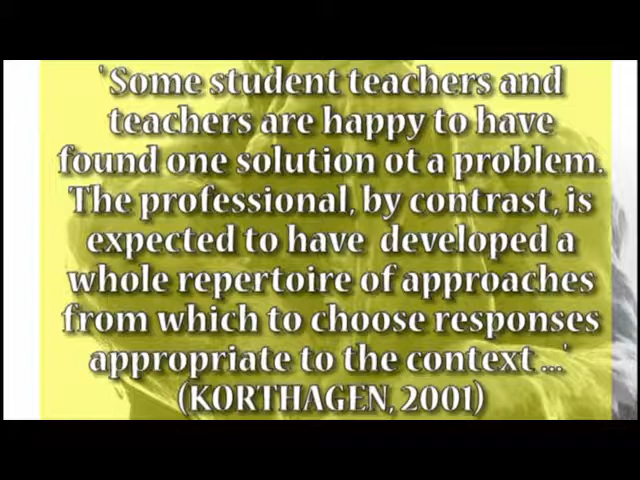 'Some student teachers and
teachers are happy to have
found one solution ot a problem.
The professional, by contrast, is
expected to have developed a
whole repertoire of approaches
from which to choose responses
appropriate to the context ...'
(KORTHAGEN, 2001)